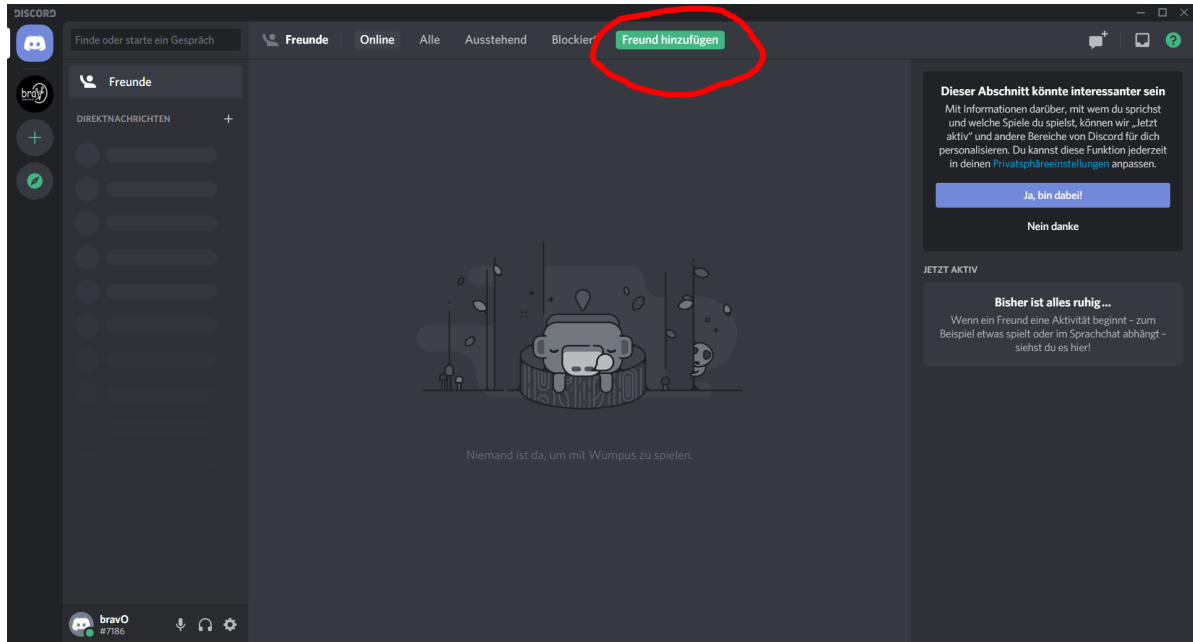 DISCORD
Finde oder starte ein Gespräch
Freunde
Online
Alle
Ausstehend
Blockiert
Freund hinzufügen
?
brav
Freunde
DIREKTNACHRICHTEN
Niemand ist da, um mit Wumpus zu spielen.
Dieser Abschnitt könnte interessanter sein
Mit Informationen darüber, mit wem du sprichst
und welche Spiele du spielst, können wir „Jetzt
aktiv“ und andere Bereiche von Discord für dich
personalisieren. Du kannst diese Funktion jederzeit
in deinen Privatsphäreeinstellungen anpassen.
Ja, bin dabei!
Nein danke
JETZT AKTIV
Bisher ist alles ruhig...
Wenn ein Freund eine Aktivität beginnt – zum
Beispiel etwas spielt oder im Sprachchat abhängt –
siehst du es hier!
bravO
#7186